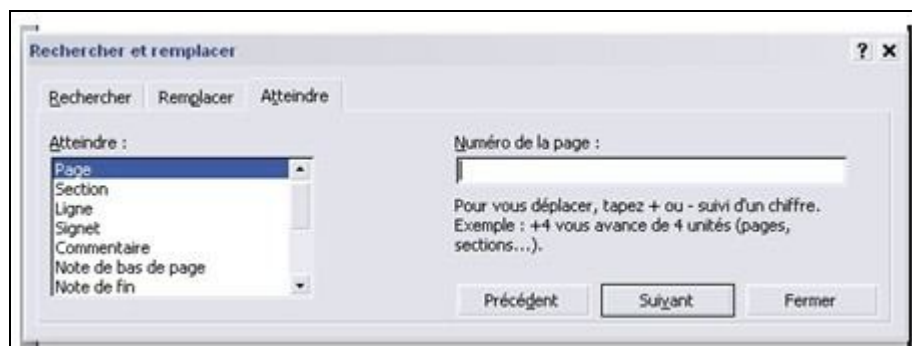 Rechercher et remplacer
Rechercher Remplacer Atteindre
Atteindre :
Page
Section
Ligne
Signet
Commentaire
Note de bas de page
Note de fin
Numéro de la page :
Pour vous déplacer, tapez + ou - suivi d'un chiffre.
Exemple : +4 vous avance de 4 unités (pages,
sections...).
Précédent Suivant Fermer